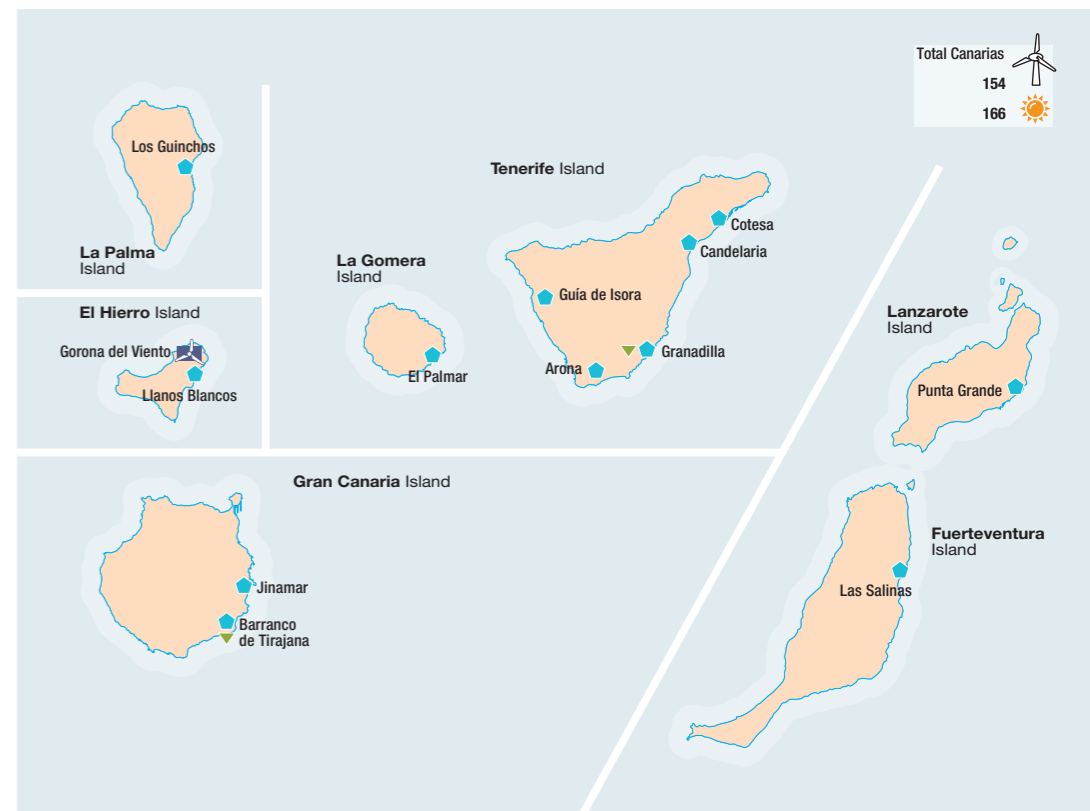 Total Canarias
154
166
Los Guinchos
La Palma
Island
El Hierro Island
Gorona del Viento
Llanos Blancos
Tenerife Island
Cotesa
Candelaria
Guía de Isora
Granadilla
Arona
La Gomera
Island
El Palmar
Lanzarote
Island
Punta Grande
Gran Canaria Island
Jinamar
Barranco
de Tirajana
Fuerteventura
Island
Las Salinas